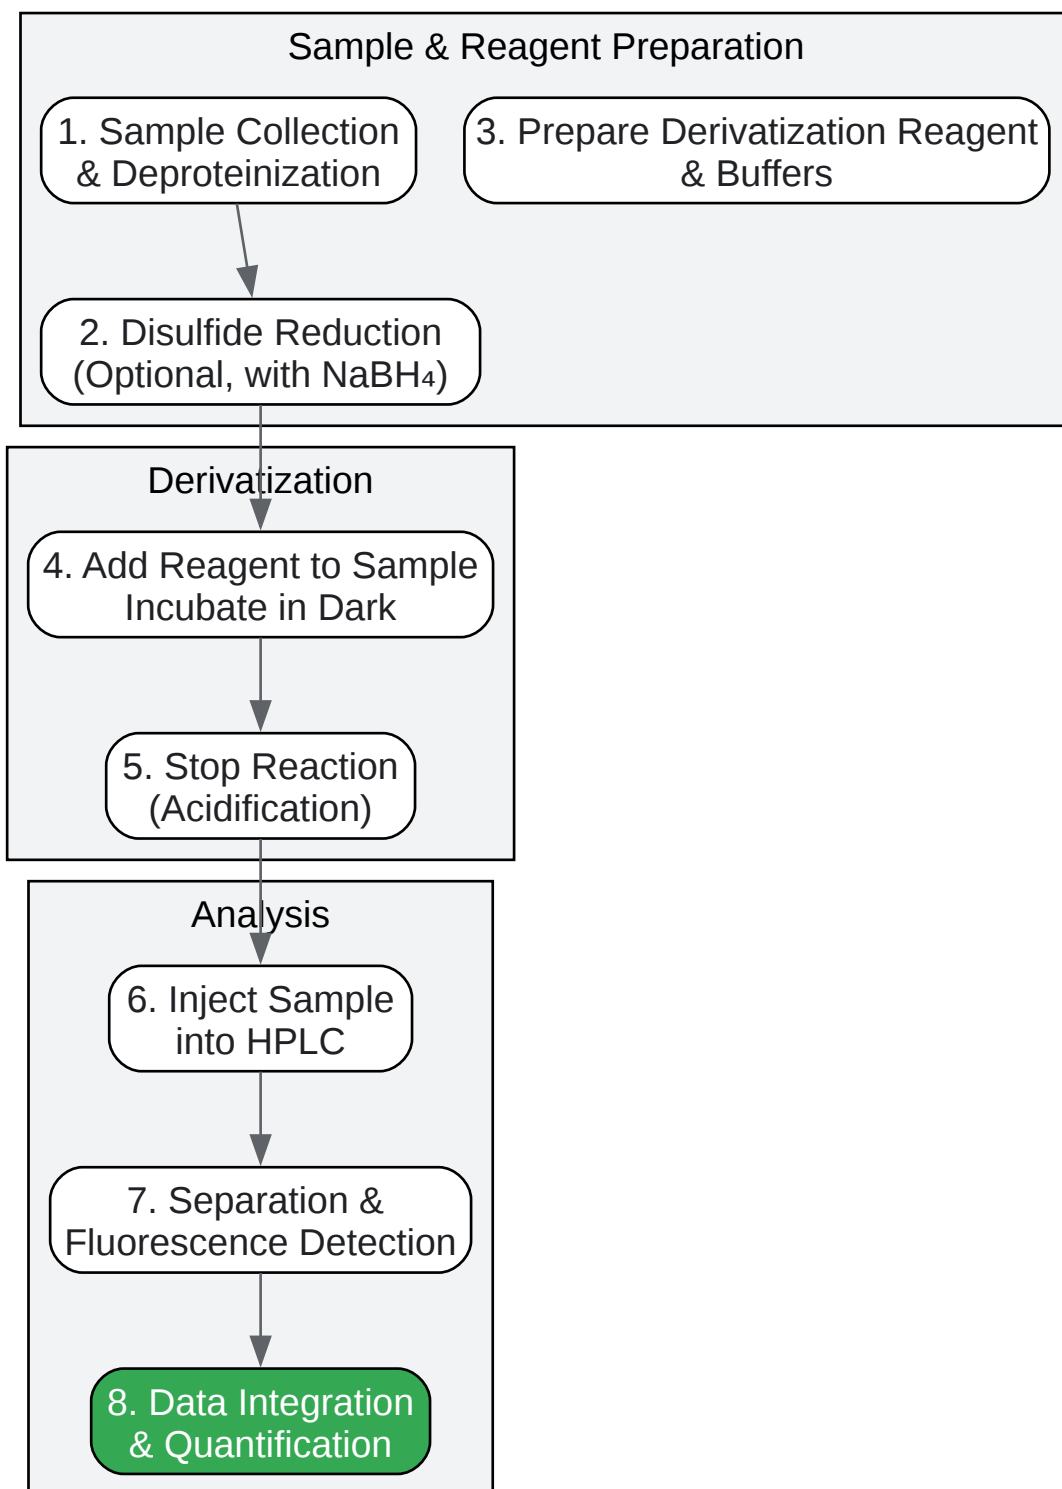 Sample & Reagent Preparation
1. Sample Collection
& Deproteinization
3. Prepare Derivatization Reagent
& Buffers
2. Disulfide Reduction
(Optional, with NaBH₄)
Derivatization
4. Add Reagent to Sample
Incubate in Dark
5. Stop Reaction
(Acidification)
Analysis
6. Inject Sample
into HPLC
7. Separation &
Fluorescence Detection
8. Data Integration
& Quantification